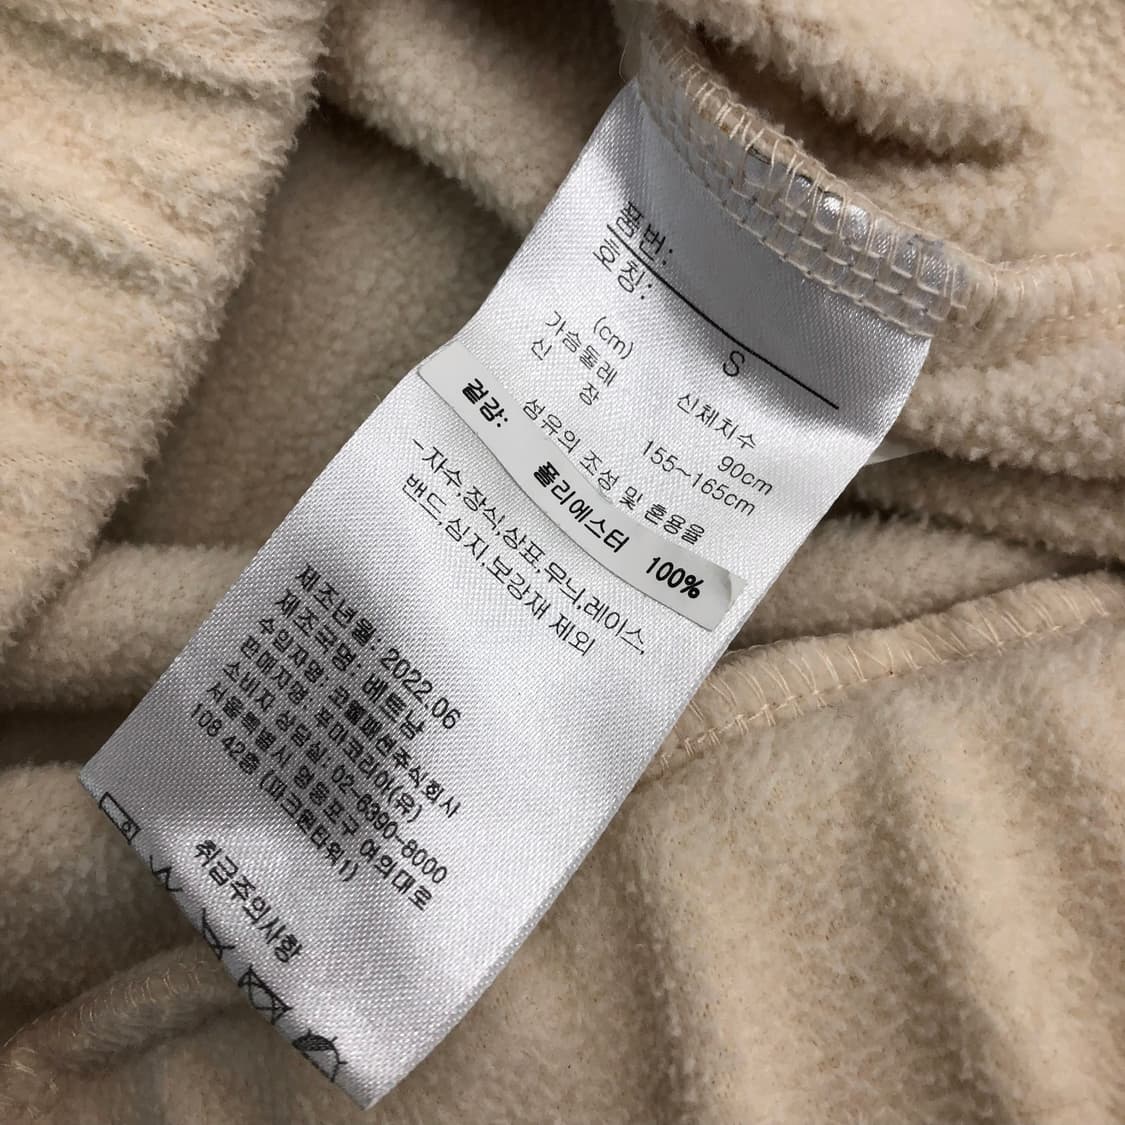 품번:
호칭: S
(cm) 신체치수
가슴둘레 90cm
신 장 155~165cm
섬유의 조성 및 혼용율
겉감: 폴리에스터 100%
-자수,장식,상표,무늬,레이스,
밴드,심지,보강재 제외
제조년월: 2022.06
제조국명: 베트남
수입자명: 코웰패션주식회사
판매자명 푸마코리아(유)
소비자 상담실: 02-6390-8000
서울특별시 영등포구 여의대로
108 42층 (파크원타워1)
취급주의사항